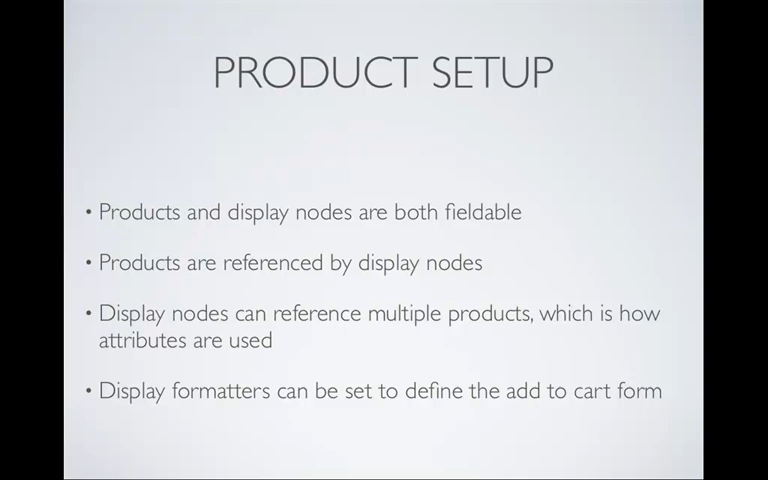 PRODUCT SETUP
• Products and display nodes are both fieldable
• Products are referenced by display nodes
• Display nodes can reference multiple products, which is how
attributes are used
• Display formatters can be set to define the add to cart form